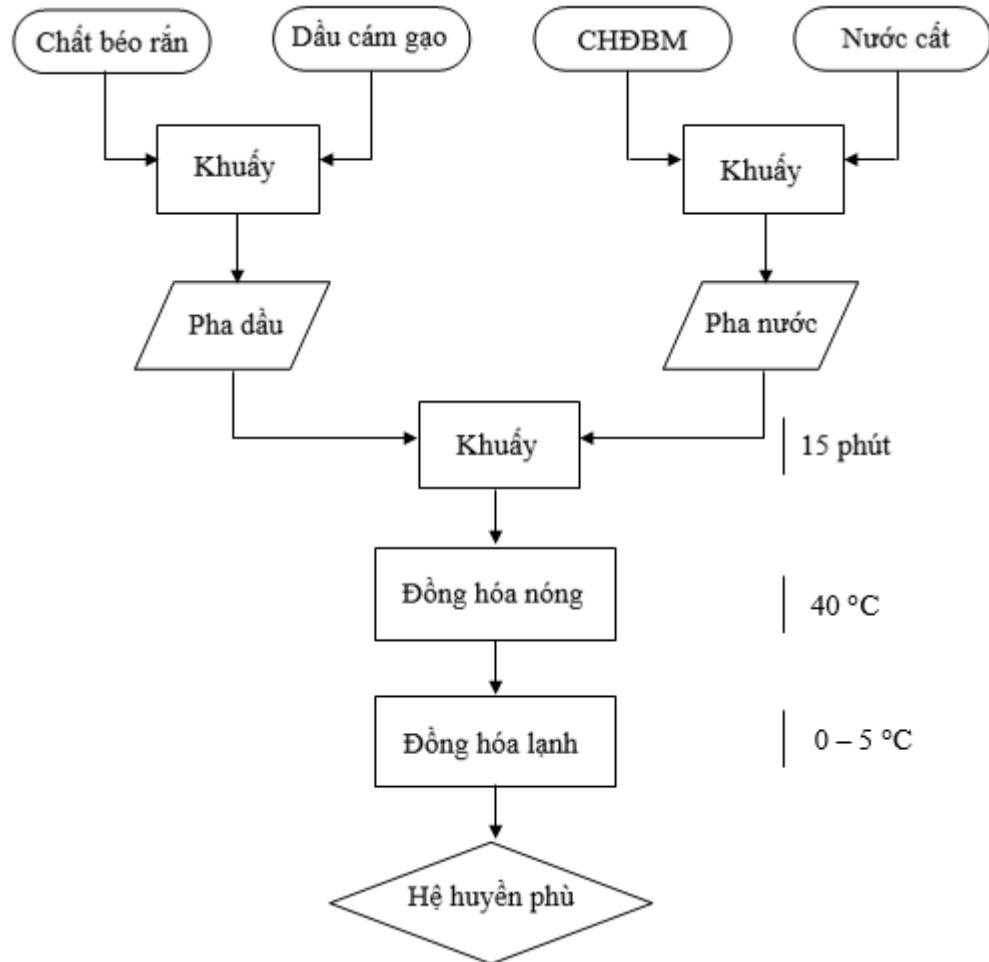 Chất béo rắn
Dầu cám gạo
CHĐBM
Nước cất
Khuấy
Khuấy
Pha dầu
Pha nước
Khuấy
15 phút
Đồng hóa nóng
40 °C
Đồng hóa lạnh
0 – 5 °C
Hệ huyền phù